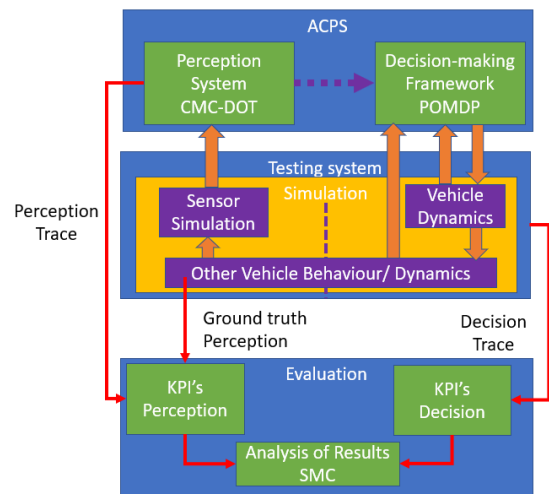 ACPS
Perception
System
CMC-DOT
Decision-making
Framework
POMDP
Testing system
Simulation
Sensor
Simulation
Vehicle
Dynamics
Other Vehicle Behaviour/ Dynamics
Perception
Trace
Ground truth
Perception
Decision
Trace
Evaluation
KPI's
Perception
KPI's
Decision
Analysis of Results
SMC